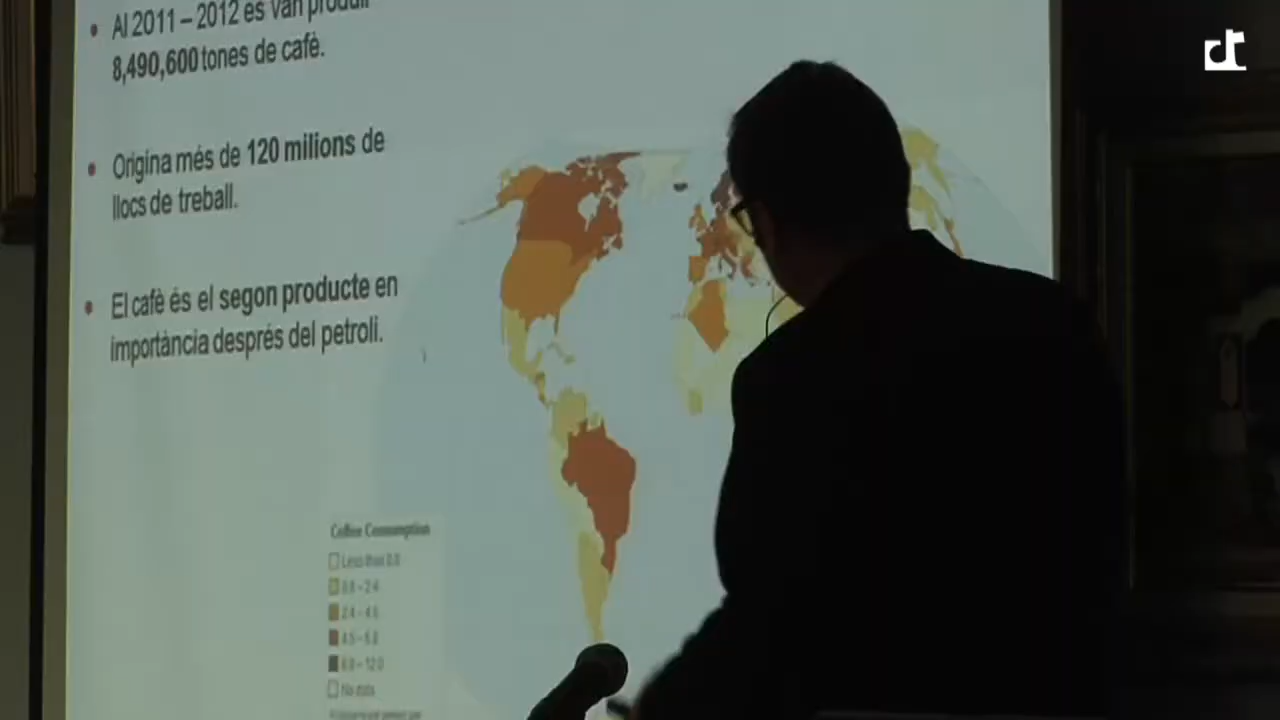 Al 2011 – 2012 es van produir
8,490,600 tones de cafè.
Origina més de 120 milions de
llocs de treball.
El cafè és el segon producte en
importància després del petroli.
Coffee Consumption
Less than 0.8
0.8 – 2.4
2.4 – 4.5
4.5 – 6.8
6.8 – 12.0
No data
dt